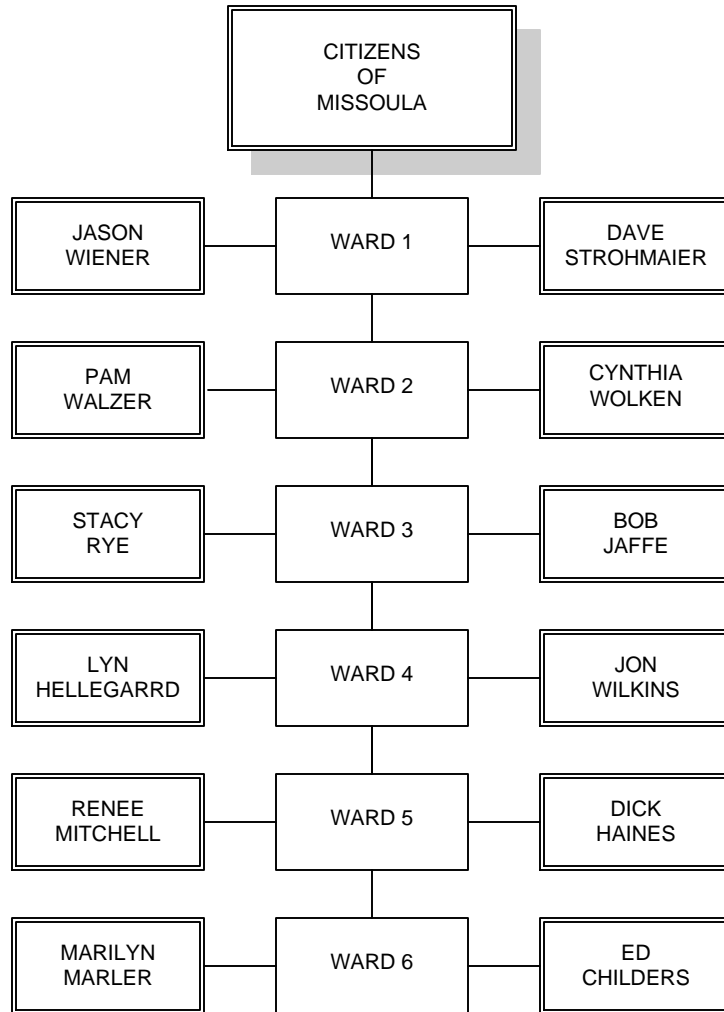 CITIZENS
OF
MISSOULA
JASON
WIENER
WARD 1
DAVE
STROHMAIER
PAM
WALZER
WARD 2
CYNTHIA
WOLKEN
STACY
RYE
WARD 3
BOB
JAFFE
LYN
HELLEGARRD
WARD 4
JON
WILKINS
RENEE
MITCHELL
WARD 5
DICK
HAINES
MARILYN
MARLER
WARD 6
ED
CHILDERS